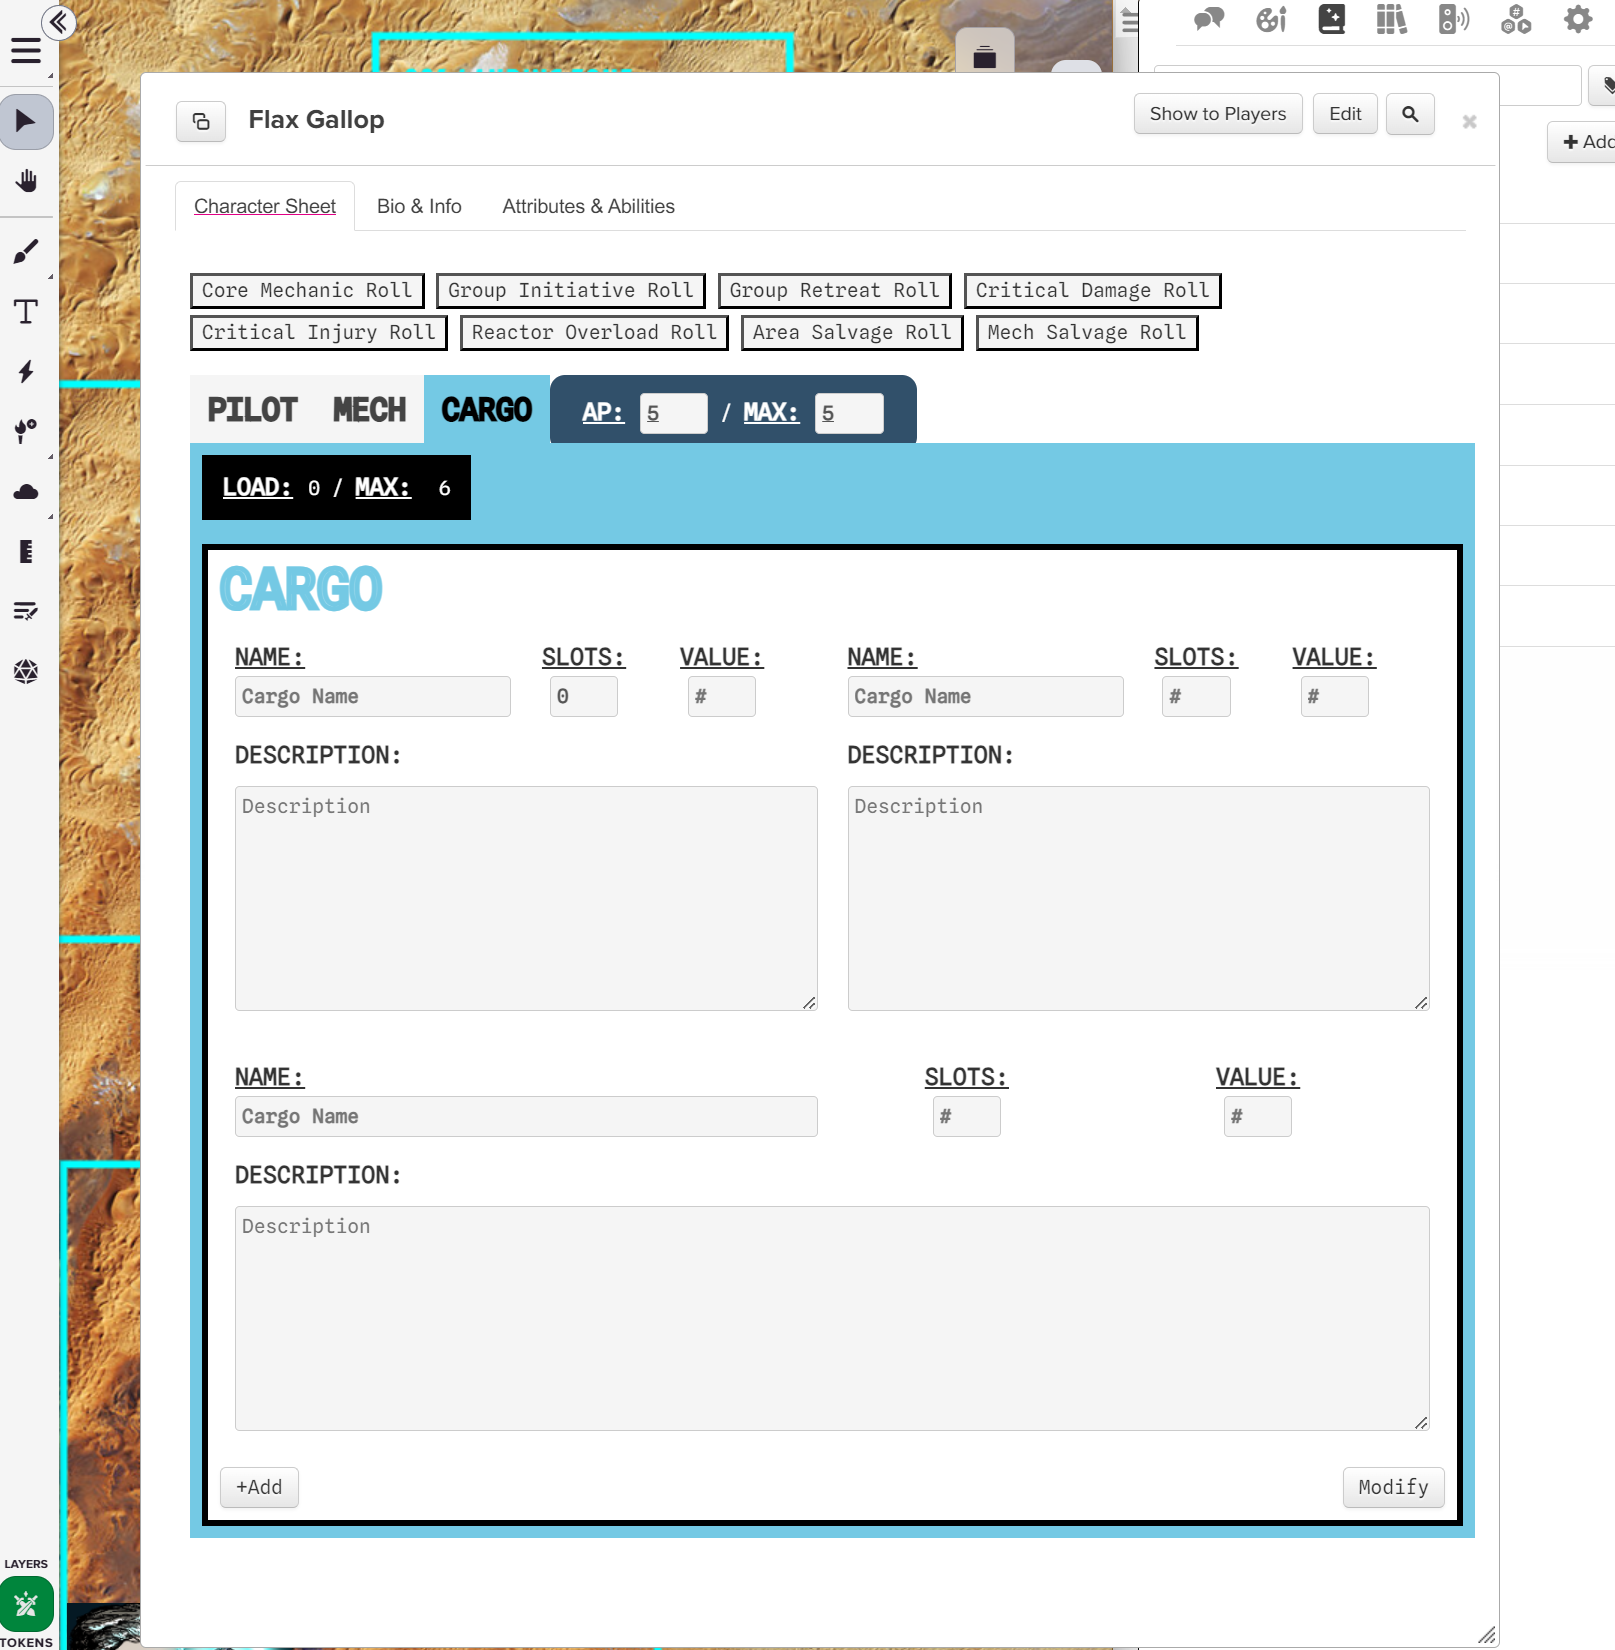 Flax Gallop
Show to Players
Edit
+ Add
Character Sheet
Bio & Info
Attributes & Abilities
Core Mechanic Roll
Group Initiative Roll
Group Retreat Roll
Critical Damage Roll
Critical Injury Roll
Reactor Overload Roll
Area Salvage Roll
Mech Salvage Roll
PILOT
MECH
CARGO
AP: 5 / MAX: 5
LOAD: 0 / MAX: 6
CARGO
NAME: SLOTS: VALUE:
Cargo Name 0 #
DESCRIPTION:
Description
NAME: SLOTS: VALUE:
Cargo Name # #
DESCRIPTION:
Description
NAME: SLOTS: VALUE:
Cargo Name # #
DESCRIPTION:
Description
+Add
Modify
LAYERS
TOKENS